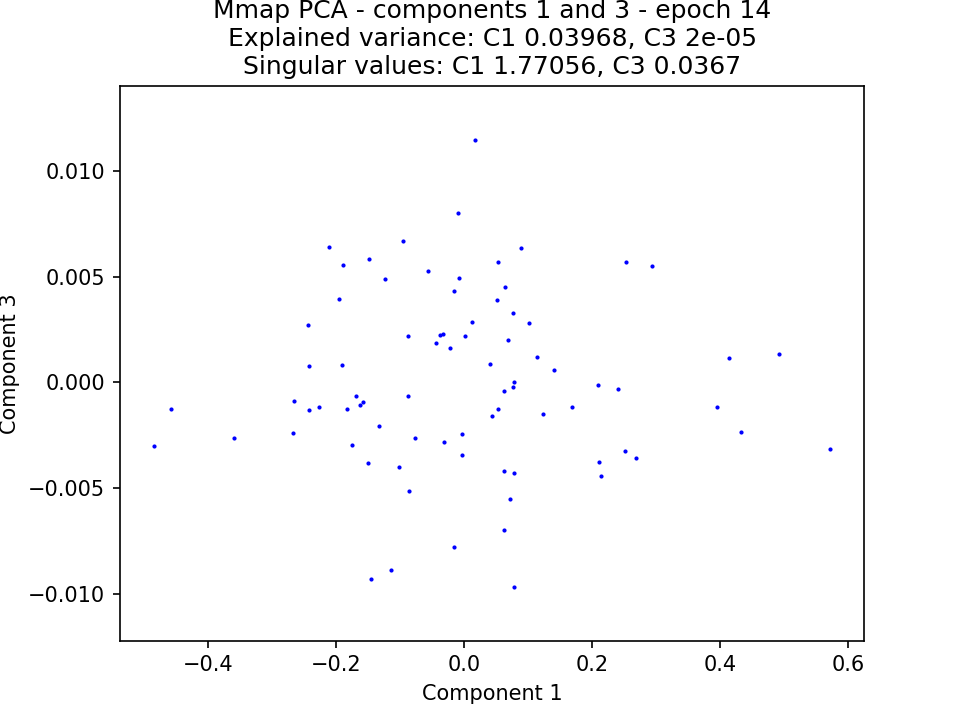 Mmap PCA - components 1 and 3 - epoch 14
Explained variance: C1 0.03968, C3 2e-05
Singular values: C1 1.77056, C3 0.0367
0.010
0.005
0.000
−0.005
−0.010
Component 3
−0.4
−0.2
0.0
0.2
0.4
0.6
Component 1